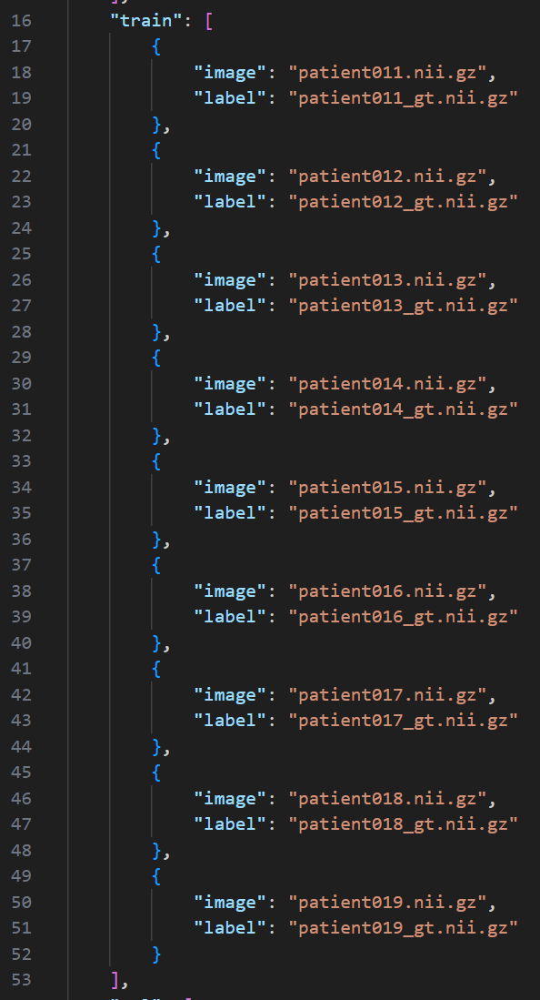 16 "train": [
17 {
18 "image": "patient011.nii.gz",
19 "label": "patient011_gt.nii.gz"
20 },
21 {
22 "image": "patient012.nii.gz",
23 "label": "patient012_gt.nii.gz"
24 },
25 {
26 "image": "patient013.nii.gz",
27 "label": "patient013_gt.nii.gz"
28 },
29 {
30 "image": "patient014.nii.gz",
31 "label": "patient014_gt.nii.gz"
32 },
33 {
34 "image": "patient015.nii.gz",
35 "label": "patient015_gt.nii.gz"
36 },
37 {
38 "image": "patient016.nii.gz",
39 "label": "patient016_gt.nii.gz"
40 },
41 {
42 "image": "patient017.nii.gz",
43 "label": "patient017_gt.nii.gz"
44 },
45 {
46 "image": "patient018.nii.gz",
47 "label": "patient018_gt.nii.gz"
48 },
49 {
50 "image": "patient019.nii.gz",
51 "label": "patient019_gt.nii.gz"
52 }
53 ],